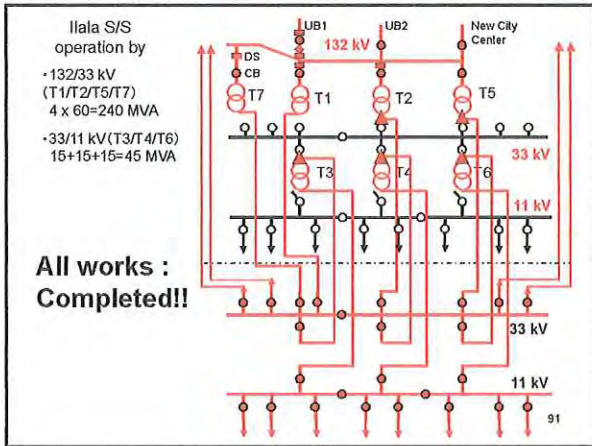 Ilala S/S
operation by
•132/33 kV
(T1/T2/T5/T7)
4 x 60=240 MVA
•33/11 kV (T3/T4/T6)
15+15+15=45 MVA
All works :
Completed!!
UB1
UB2
New City
Center
132 kV
DS
CB
T7
T1
T2
T5
33 kV
T3
T4
T6
11 kV
33 kV
11 kV
91